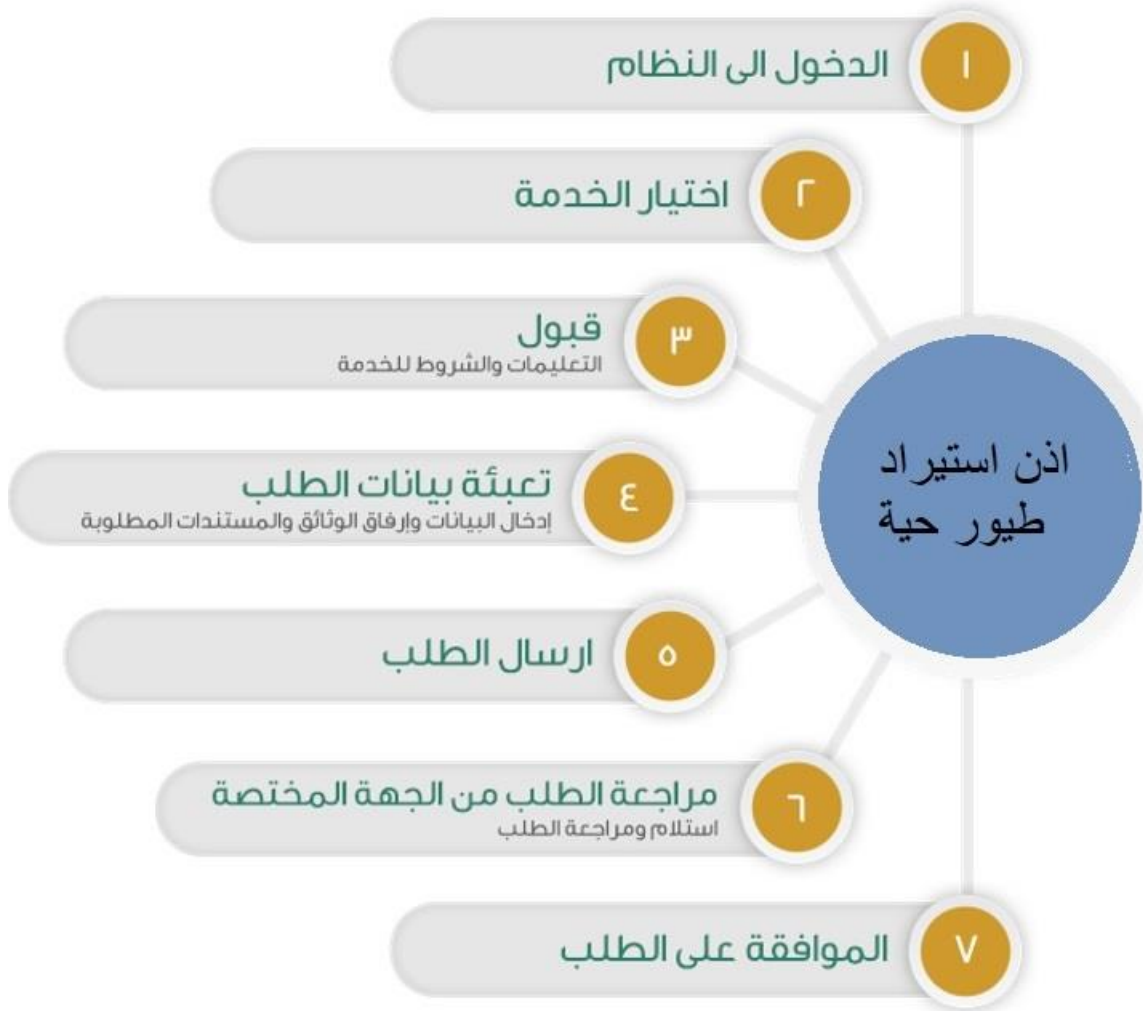 ١
الدخول الى النظام
٢
اختيار الخدمة
٣
قبول
التعليمات والشروط للخدمة
٤
تعبئة بيانات الطلب
إدخال البيانات وإرفاق الوثائق والمستندات المطلوبة
٥
ارسال الطلب
٦
مراجعة الطلب من الجهة المختصة
استلام ومراجعة الطلب
٧
الموافقة على الطلب
اذن استيراد
طيور حية